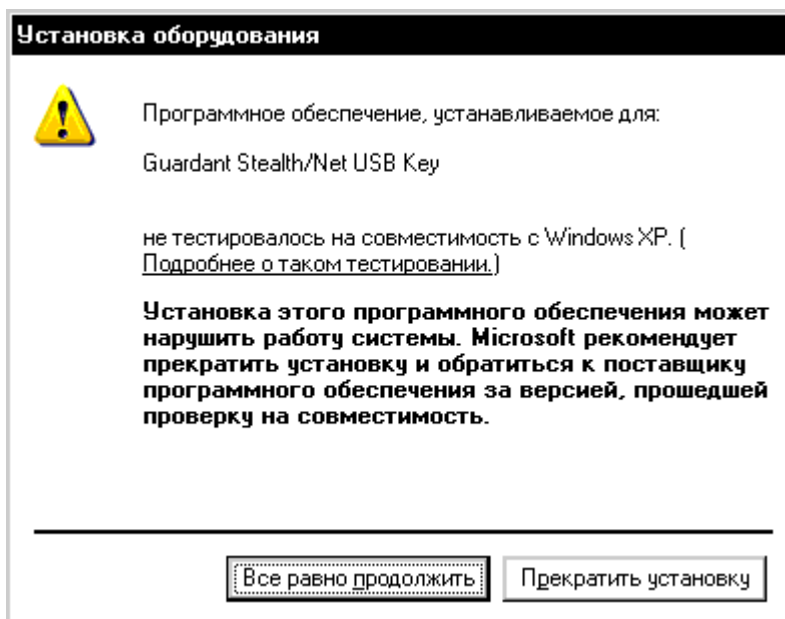 Установка оборудования
Программное обеспечение, устанавливаемое для:
Guardant Stealth/Net USB Key
не тестировалось на совместимость с Windows XP. (
Подробнее о таком тестировании.)
Установка этого программного обеспечения может
нарушить работу системы. Microsoft рекомендует
прекратить установку и обратиться к поставщику
программного обеспечения за версией, прошедшей
проверку на совместимость.
Все равно продолжить
Прекратить установку